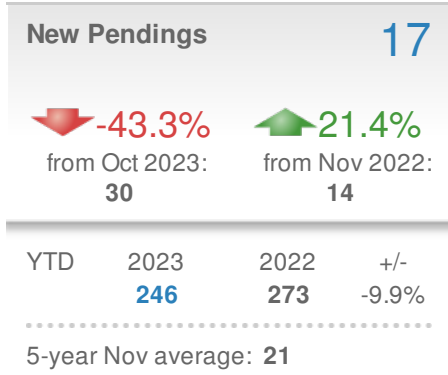 New Pendings 17
-43.3% 21.4%
from Oct 2023: from Nov 2022:
30 14
YTD 2023 2022 +/-
246 273 -9.9%
5-year Nov average: 21